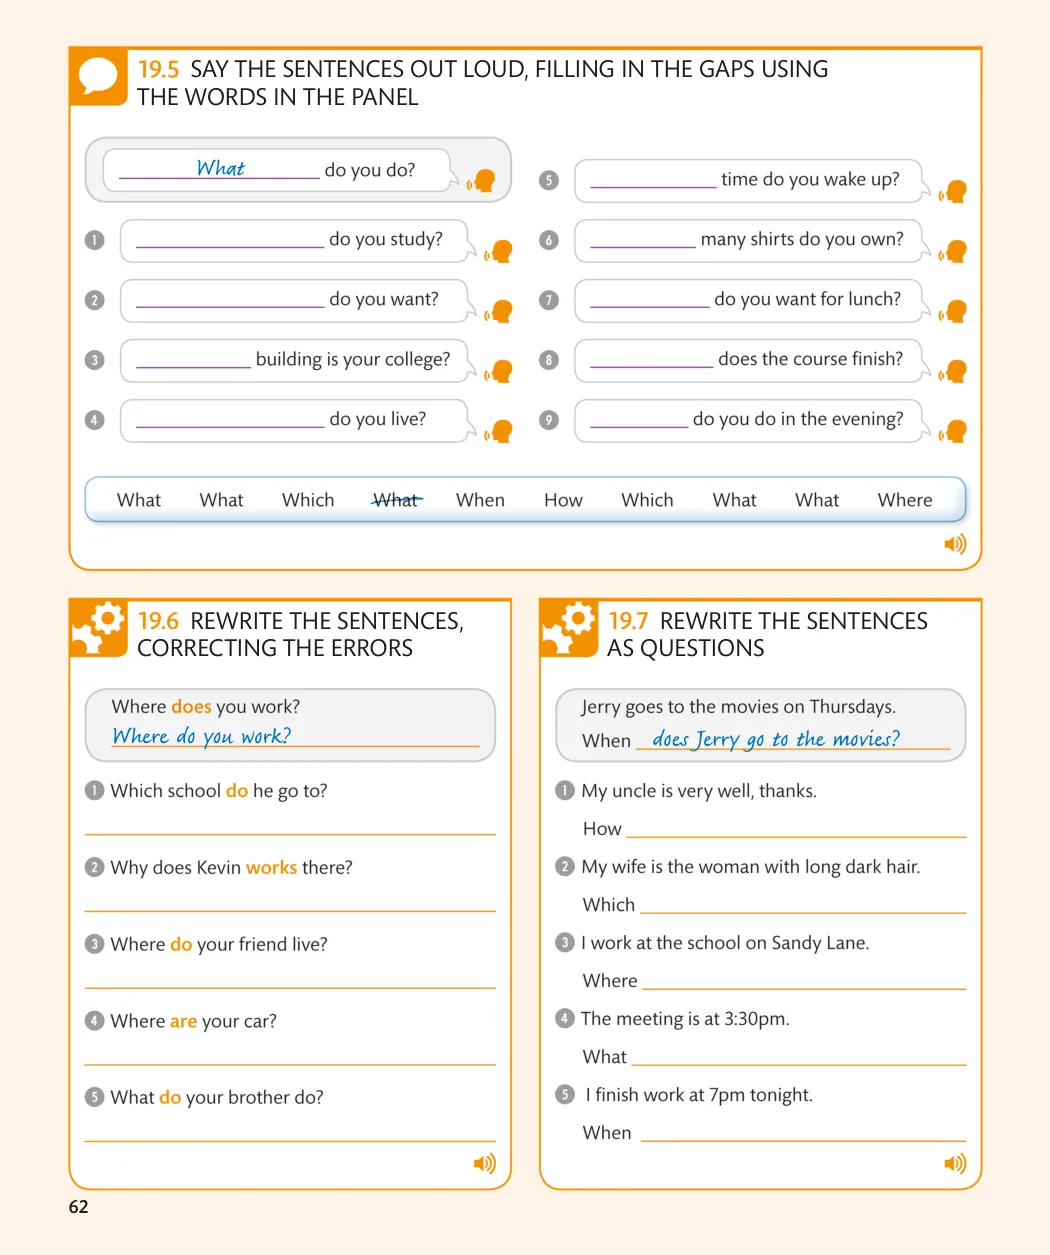 19.5 SAY THE SENTENCES OUT LOUD, FILLING IN THE GAPS USING
THE WORDS IN THE PANEL
What do you do?
1 do you study?
2 do you want?
3 building is your college?
4 do you live?
5 time do you wake up?
6 many shirts do you own?
7 do you want for lunch?
8 does the course finish?
9 do you do in the evening?
What What Which What When How Which What What Where
19.6 REWRITE THE SENTENCES,
CORRECTING THE ERRORS
Where does you work?
Where do you work?
1 Which school do he go to?
2 Why does Kevin works there?
3 Where do your friend live?
4 Where are your car?
5 What do your brother do?
19.7 REWRITE THE SENTENCES
AS QUESTIONS
Jerry goes to the movies on Thursdays.
When does Jerry go to the movies?
1 My uncle is very well, thanks.
How
2 My wife is the woman with long dark hair.
Which
3 I work at the school on Sandy Lane.
Where
4 The meeting is at 3:30pm.
What
5 I finish work at 7pm tonight.
When
62